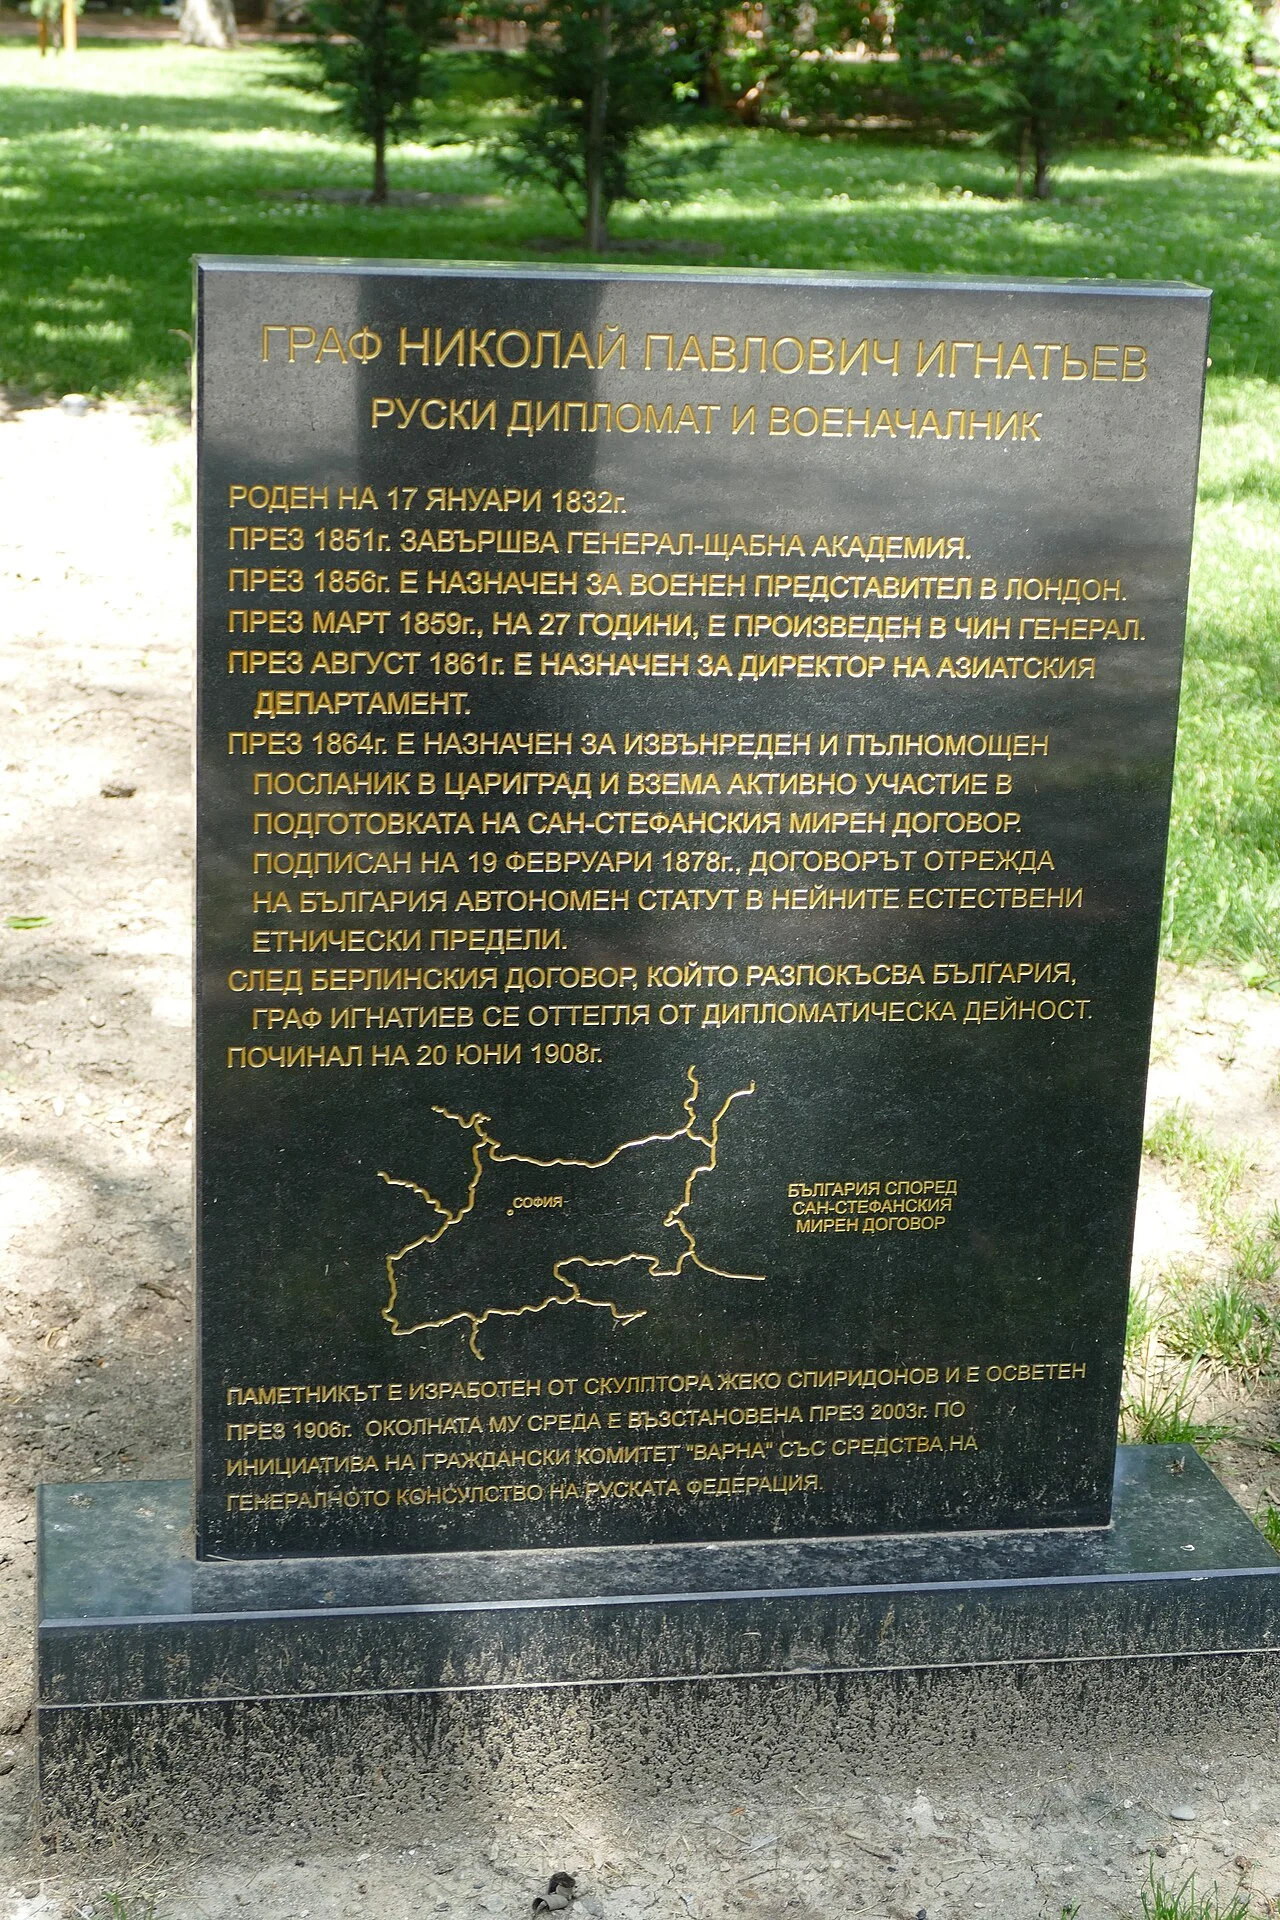 ГРАФ НИКОЛАЙ ПАВЛОВИЧ ИГНАТЬЕВ
РУСКИ ДИПЛОМАТ И ВОЕНАЧАЛНИК
РОДЕН НА 17 ЯНУАРИ 1832г.
ПРЕЗ 1851г. ЗАВЪРШВА ГЕНЕРАЛ-ЩАБНА АКАДЕМИЯ.
ПРЕЗ 1856г. Е НАЗНАЧЕН ЗА ВОЕНЕН ПРЕДСТАВИТЕЛ В ЛОНДОН.
ПРЕЗ МАРТ 1859г., НА 27 ГОДИНИ, Е ПРОИЗВЕДЕН В ЧИН ГЕНЕРАЛ.
ПРЕЗ АВГУСТ 1861г. Е НАЗНАЧЕН ЗА ДИРЕКТОР НА АЗИАТСКИЯ
ДЕПАРТАМЕНТ.
ПРЕЗ 1864г. Е НАЗНАЧЕН ЗА ИЗВЪНРЕДЕН И ПЪЛНОМОЩЕН
ПОСЛАНИК В ЦАРИГРАД И ВЗЕМА АКТИВНО УЧАСТИЕ В
ПОДГОТОВКАТА НА САН-СТЕФАНСКИЯ МИРЕН ДОГОВОР.
ПОДПИСАН НА 19 ФЕВРУАРИ 1878г., ДОГОВОРЪТ ОТРЕЖДА
НА БЪЛГАРИЯ АВТОНОМЕН СТАТУТ В НЕЙНИТЕ ЕСТЕСТВЕНИ
ЕТНИЧЕСКИ ПРЕДЕЛИ.
СЛЕД БЕРЛИНСКИЯ ДОГОВОР, КОЙТО РАЗПОКЪСВА БЪЛГАРИЯ,
ГРАФ ИГНАТИЕВ СЕ ОТТЕГЛЯ ОТ ДИПЛОМАТИЧЕСКА ДЕЙНОСТ.
ПОЧИНАЛ НА 20 ЮНИ 1908г.
СОФИЯ
БЪЛГАРИЯ СПОРЕД
САН-СТЕФАНСКИЯ
МИРЕН ДОГОВОР
ПАМЕТНИКЪТ Е ИЗРАБОТЕН ОТ СКУЛПТОРА ЖЕКО СПИРИДОНОВ И Е ОСВЕТЕН
ПРЕЗ 1906г. ОКОЛНАТА МУ СРЕДА Е ВЪЗСТАНОВЕНА ПРЕЗ 2003г. ПО
ИНИЦИАТИВА НА ГРАЖДАНСКИ КОМИТЕТ "ВАРНА" СЪС СРЕДСТВА НА
ГЕНЕРАЛНОТО КОНСУЛСТВО НА РУСКАТА ФЕДЕРАЦИЯ.